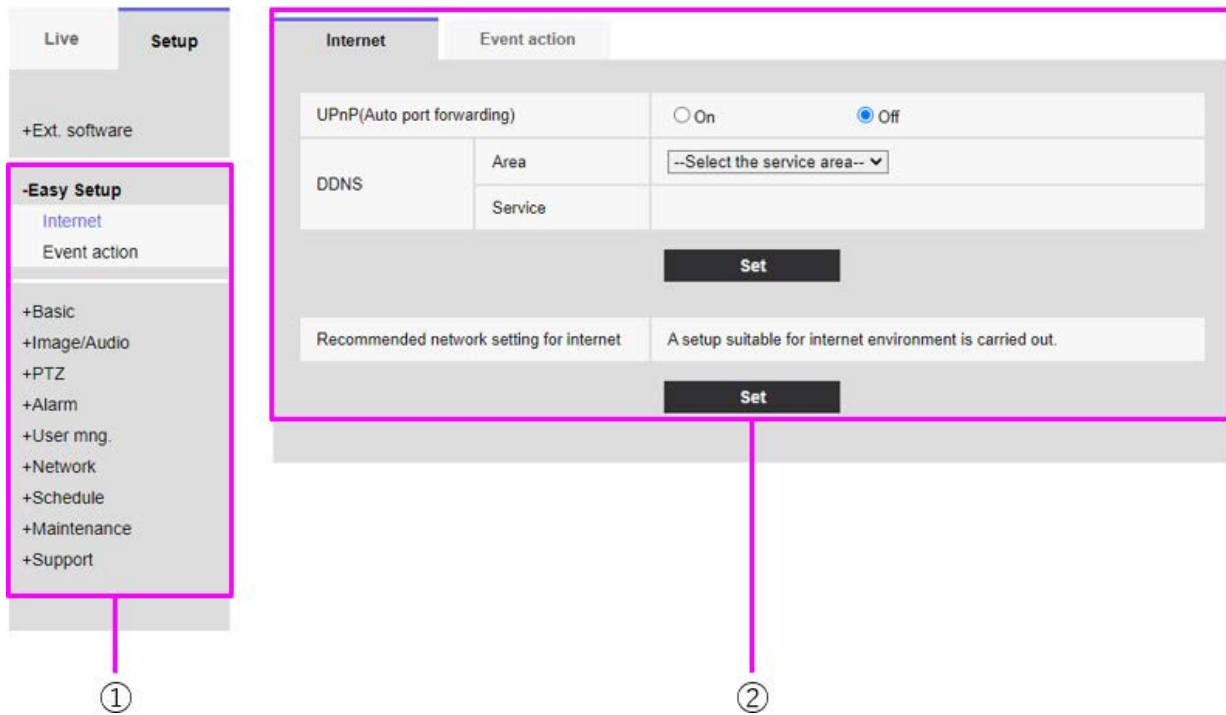 Live Setup
+Ext. software
-Easy Setup
Internet
Event action
+Basic
+Image/Audio
+PTZ
+Alarm
+User mng.
+Network
+Schedule
+Maintenance
+Support
①
Internet Event action
UPnP(Auto port forwarding) On Off
DDNS Area --Select the service area--
Service
Set
Recommended network setting for internet A setup suitable for internet environment is carried out.
Set
②